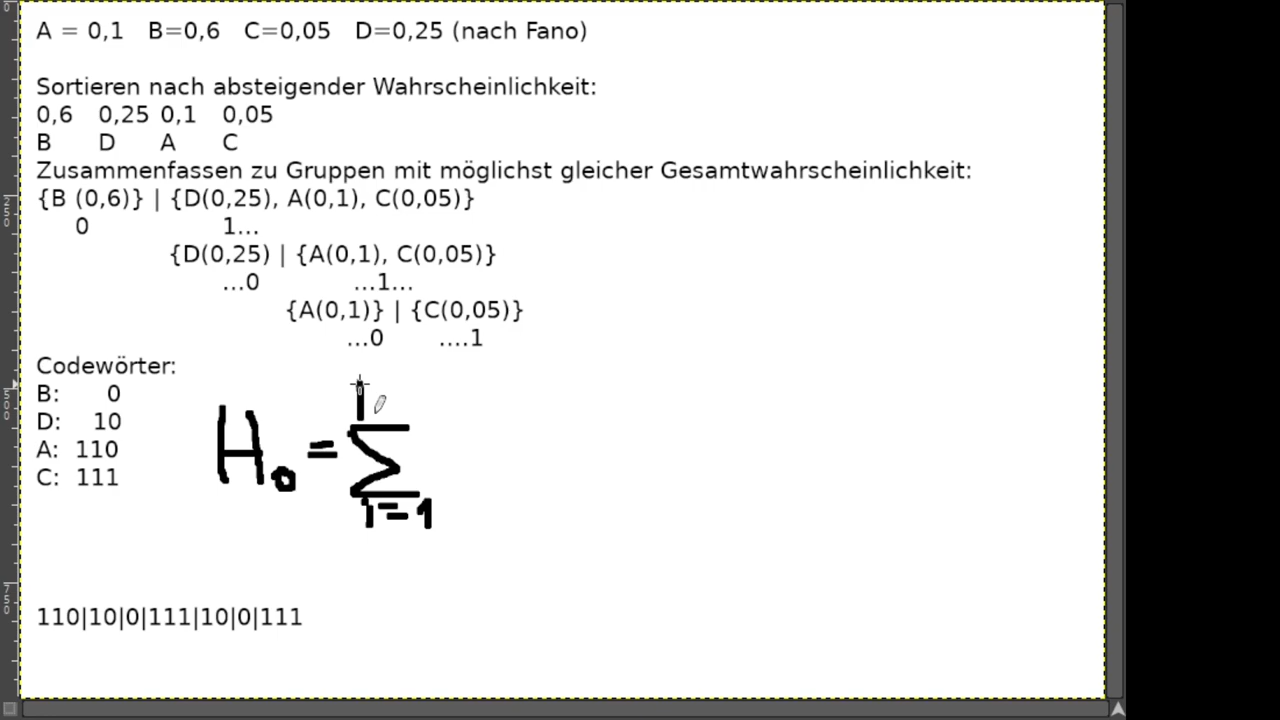 A = 0,1 B=0,6 C=0,05 D=0,25 (nach Fano)
Sortieren nach absteigender Wahrscheinlichkeit:
0,6 0,25 0,1 0,05
B D A C
Zusammenfassen zu Gruppen mit möglichst gleicher Gesamtwahrscheinlichkeit:
{B (0,6)} | {D(0,25), A(0,1), C(0,05)}
0 1...
{D(0,25) | {A(0,1), C(0,05)}
...0 ...1...
{A(0,1)} | {C(0,05)}
...0 ....1
Codewörter:
B: 0
D: 10
A: 110
C: 111
H₀ = ∑
i=1
110|10|0|111|10|0|111